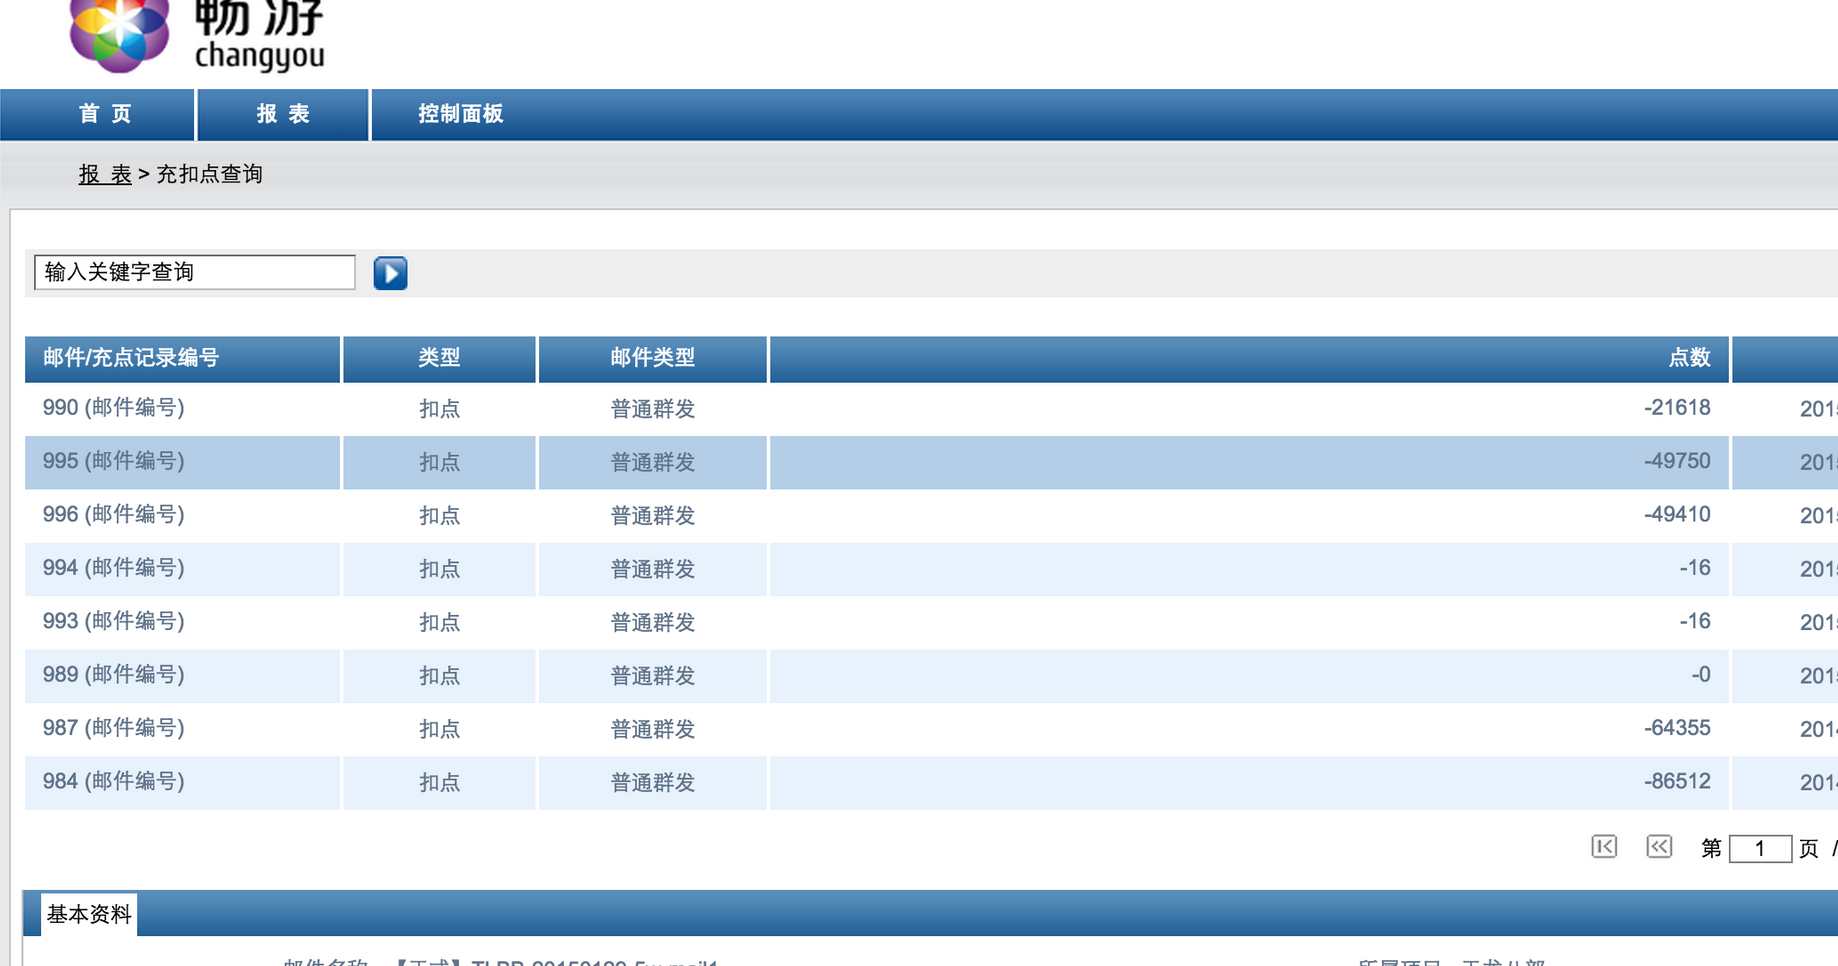 畅游
changyou
首 页 报 表 控制面板
报 表 > 充扣点查询
输入关键字查询
邮件/充点记录编号 类型 邮件类型 点数
990 (邮件编号) 扣点 普通群发 -21618 201
995 (邮件编号) 扣点 普通群发 -49750 201
996 (邮件编号) 扣点 普通群发 -49410 201
994 (邮件编号) 扣点 普通群发 -16 201
993 (邮件编号) 扣点 普通群发 -16 201
989 (邮件编号) 扣点 普通群发 -0 201
987 (邮件编号) 扣点 普通群发 -64355 201
984 (邮件编号) 扣点 普通群发 -86512 201
第 1 页 /
基本资料
邮件名称